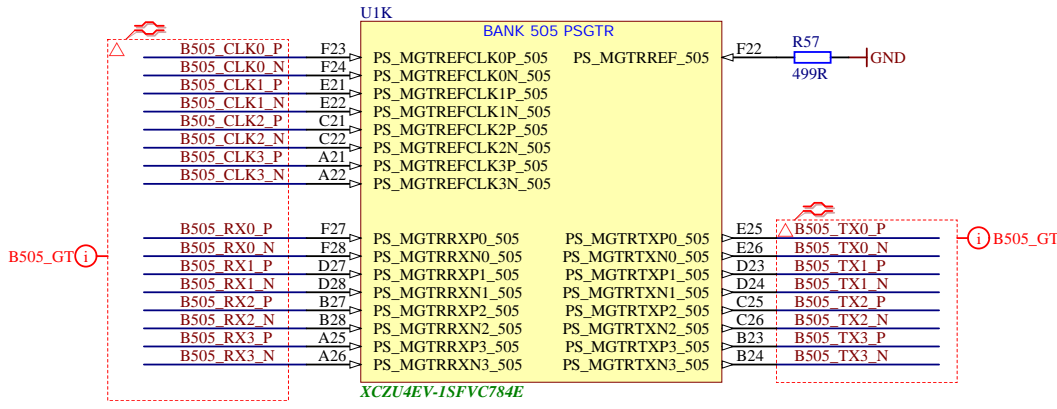 U1K
BANK 505 PSGTR
B505_CLK0_P F23 PS_MGTREFCLK0P_505 PS_MGTRREF_505 F22 R57 499R GND
B505_CLK0_N F24 PS_MGTREFCLK0N_505
B505_CLK1_P E21 PS_MGTREFCLK1P_505
B505_CLK1_N E22 PS_MGTREFCLK1N_505
B505_CLK2_P C21 PS_MGTREFCLK2P_505
B505_CLK2_N C22 PS_MGTREFCLK2N_505
B505_CLK3_P A21 PS_MGTREFCLK3P_505
B505_CLK3_N A22 PS_MGTREFCLK3N_505
B505_RX0_P F27 PS_MGTRRXP0_505 PS_MGTRTXP0_505 E25 B505_TX0_P
B505_GT i B505_RX0_N F28 PS_MGTRRXN0_505 PS_MGTRTXN0_505 E26 B505_TX0_N i B505_GT
B505_RX1_P D27 PS_MGTRRXP1_505 PS_MGTRTXP1_505 D23 B505_TX1_P
B505_RX1_N D28 PS_MGTRRXN1_505 PS_MGTRTXN1_505 D24 B505_TX1_N
B505_RX2_P B27 PS_MGTRRXP2_505 PS_MGTRTXP2_505 C25 B505_TX2_P
B505_RX2_N B28 PS_MGTRRXN2_505 PS_MGTRTXN2_505 C26 B505_TX2_N
B505_RX3_P A25 PS_MGTRRXP3_505 PS_MGTRTXP3_505 B23 B505_TX3_P
B505_RX3_N A26 PS_MGTRRXN3_505 PS_MGTRTXN3_505 B24 B505_TX3_N
XCZU4EV-1SFVC784E